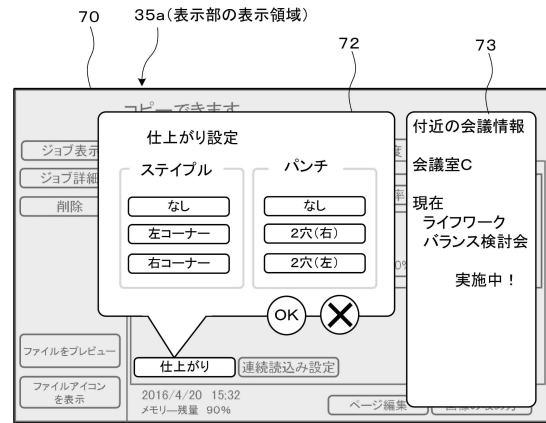 70
35a(表示部の表示領域)
72
73
コピーできます
ジョブ表示
ジョブ詳細
削除
ファイルをプレビュー
ファイルアイコン
を表示
仕上がり設定
ステイプル
なし
左コーナー
右コーナー
パンチ
なし
2穴(右)
2穴(左)
OK
仕上がり
連続読込み設定
2016/4/20 15:32
メモリ―残量 90%
ページ編集
付近の会議情報
会議室C
現在
ライフワーク
バランス検討会
実施中!